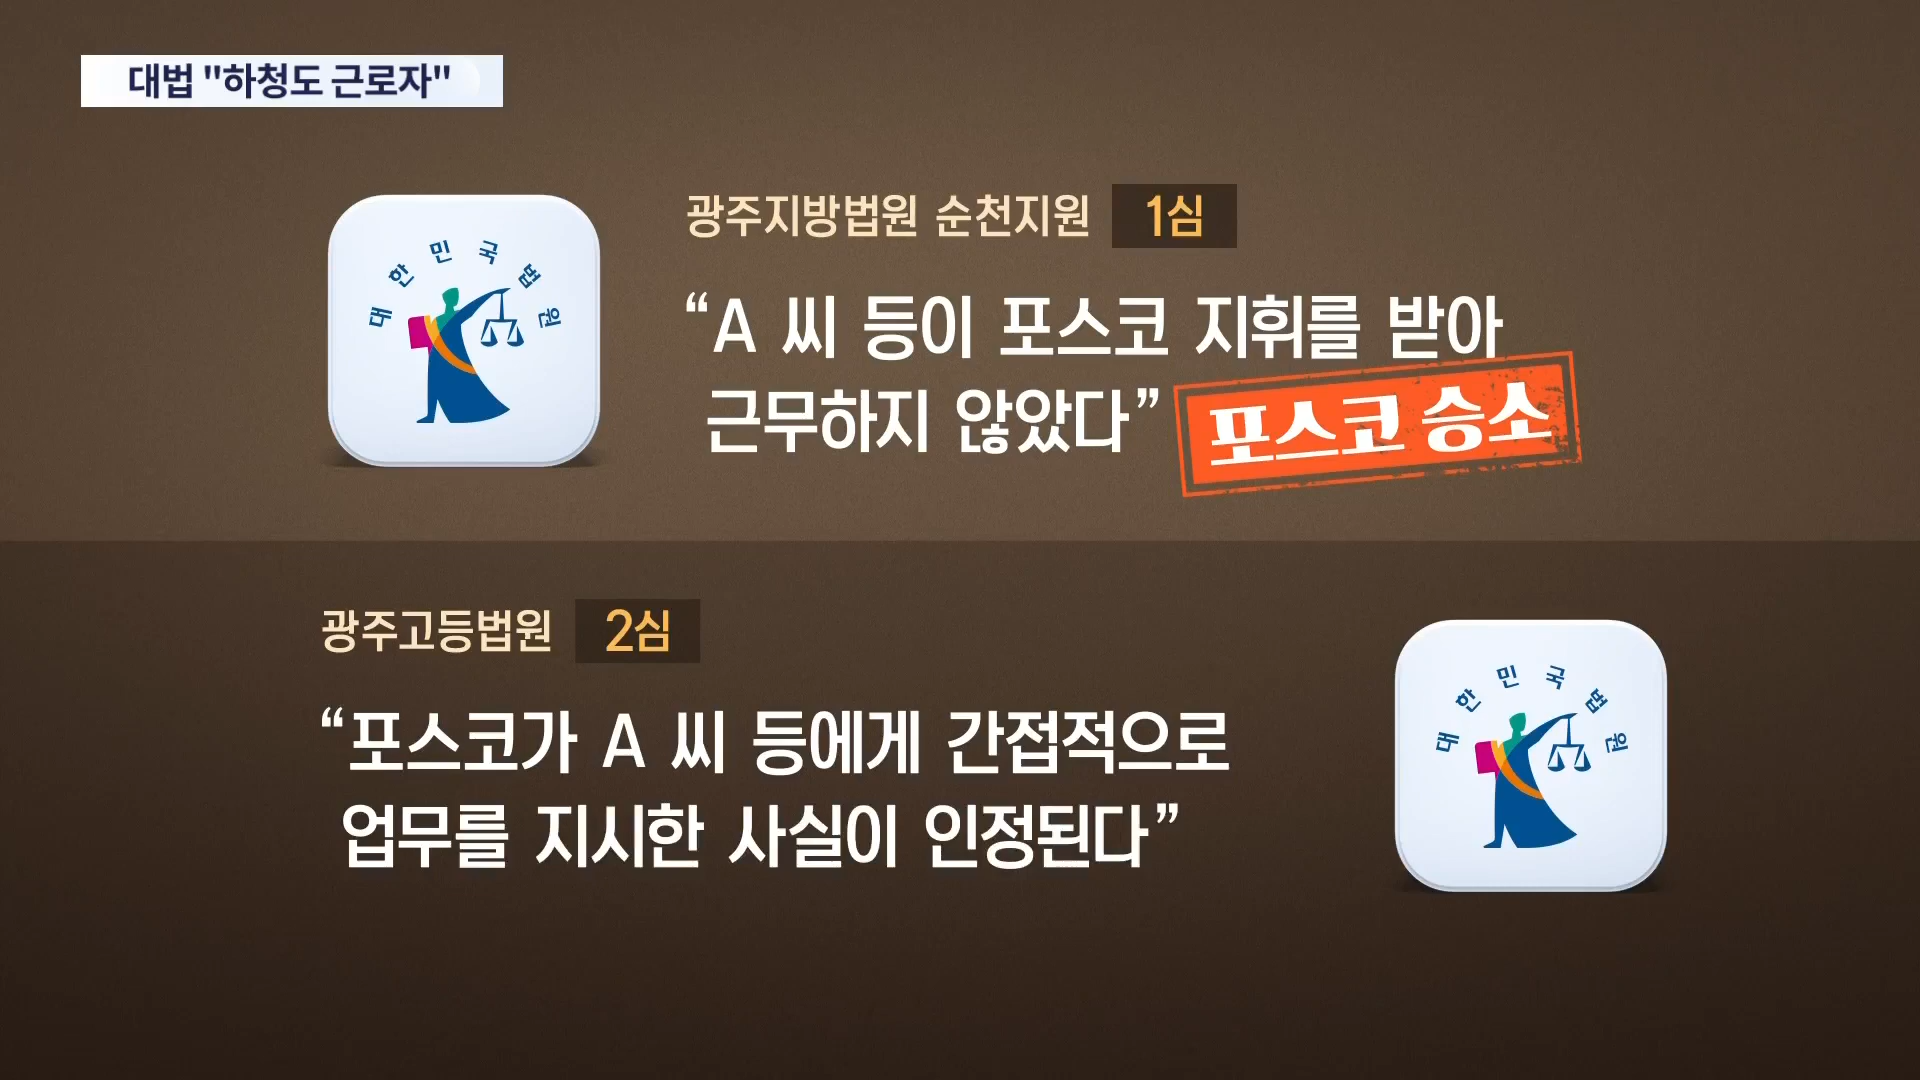 대법 "하청도 근로자"
대한민국법원
광주지방법원 순천지원 1심
“A 씨 등이 포스코 지휘를 받아
근무하지 않았다”
포스코 승소
광주고등법원 2심
“포스코가 A 씨 등에게 간접적으로
업무를 지시한 사실이 인정된다”
대한민국법원